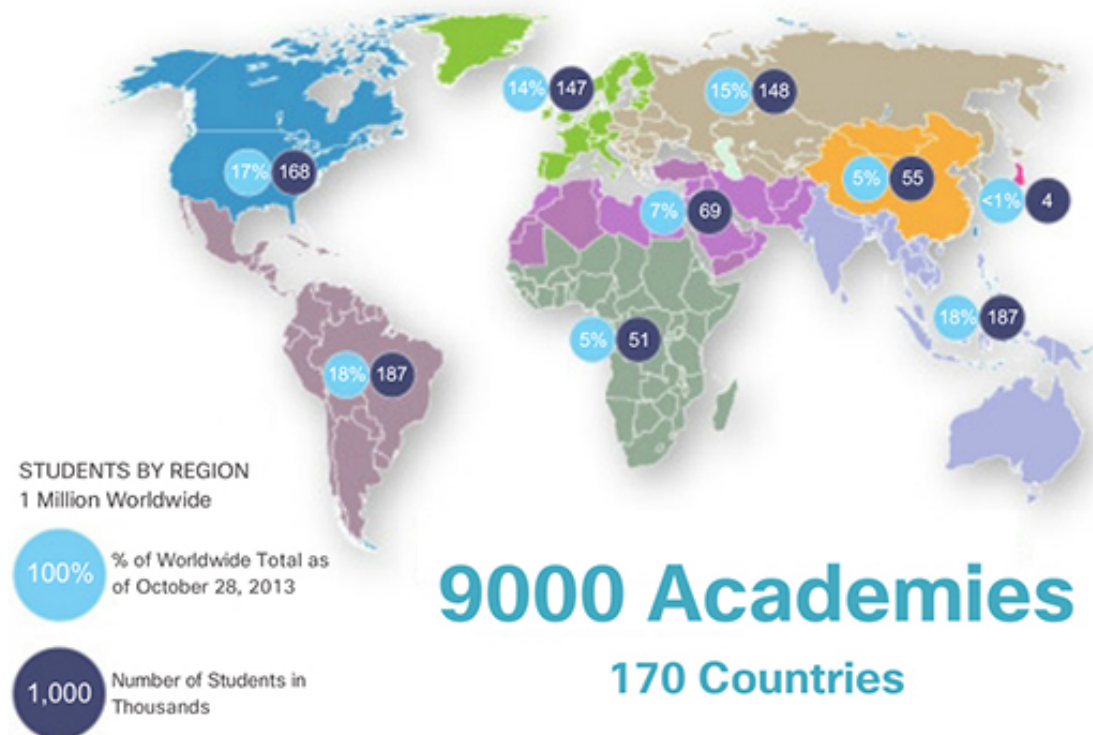 14% 147
15% 148
17% 168
5% 55
<1% 4
7% 69
18% 187
5% 51
18% 187
STUDENTS BY REGION
1 Million Worldwide
100%
% of Worldwide Total as
of October 28, 2013
1,000
Number of Students in
Thousands
9000 Academies
170 Countries